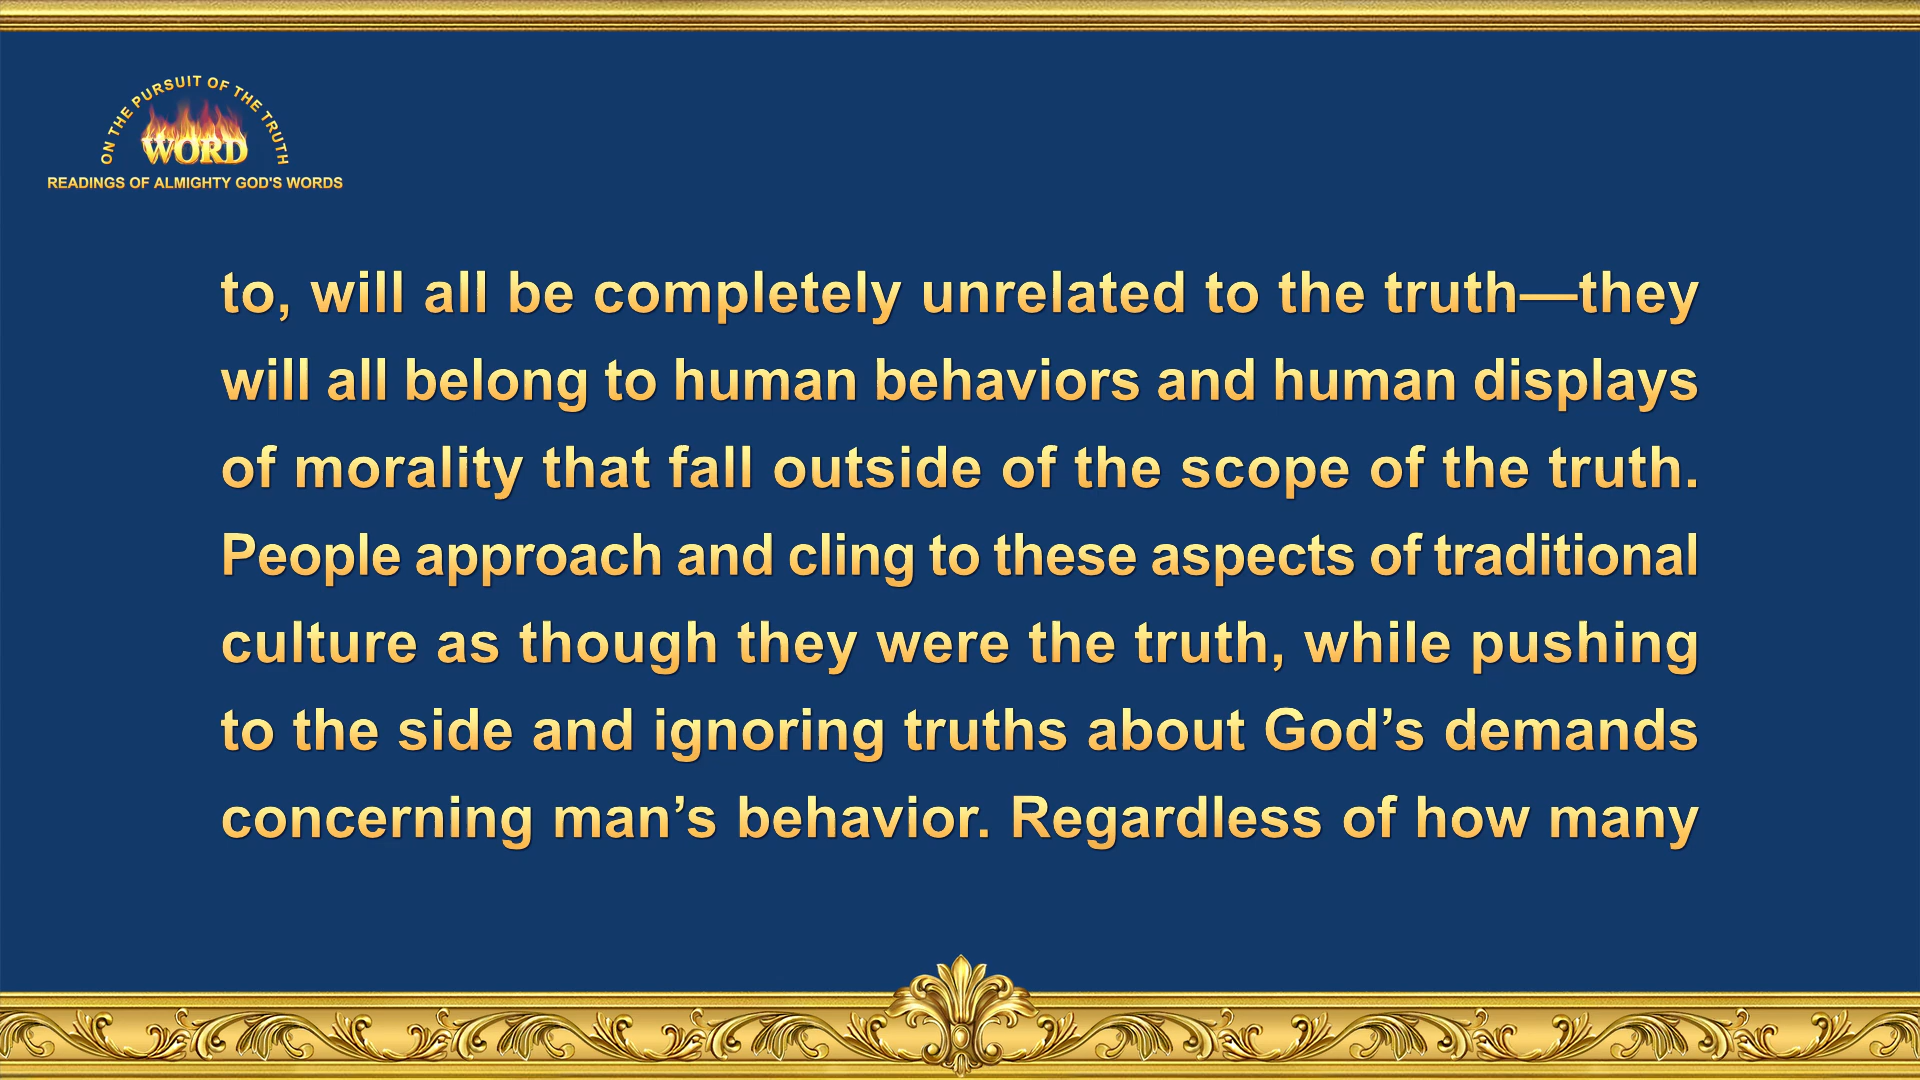 ON THE PURSUIT OF THE TRUTH
WORD
READINGS OF ALMIGHTY GOD'S WORDS
to, will all be completely unrelated to the truth—they
will all belong to human behaviors and human displays
of morality that fall outside of the scope of the truth.
People approach and cling to these aspects of traditional
culture as though they were the truth, while pushing
to the side and ignoring truths about God’s demands
concerning man’s behavior. Regardless of how many